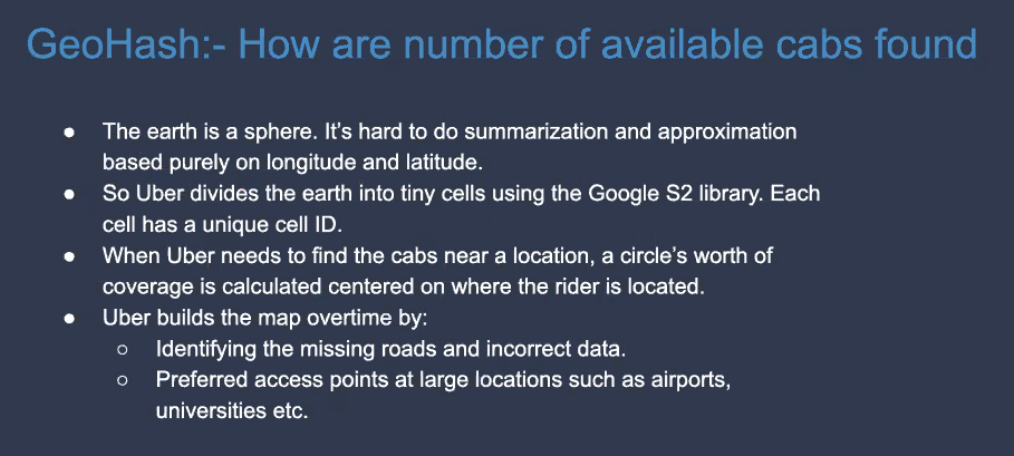 GeoHash:- How are number of available cabs found
● The earth is a sphere. It's hard to do summarization and approximation
based purely on longitude and latitude.
● So Uber divides the earth into tiny cells using the Google S2 library. Each
cell has a unique cell ID.
● When Uber needs to find the cabs near a location, a circle's worth of
coverage is calculated centered on where the rider is located.
● Uber builds the map overtime by:
○ Identifying the missing roads and incorrect data.
○ Preferred access points at large locations such as airports,
universities etc.